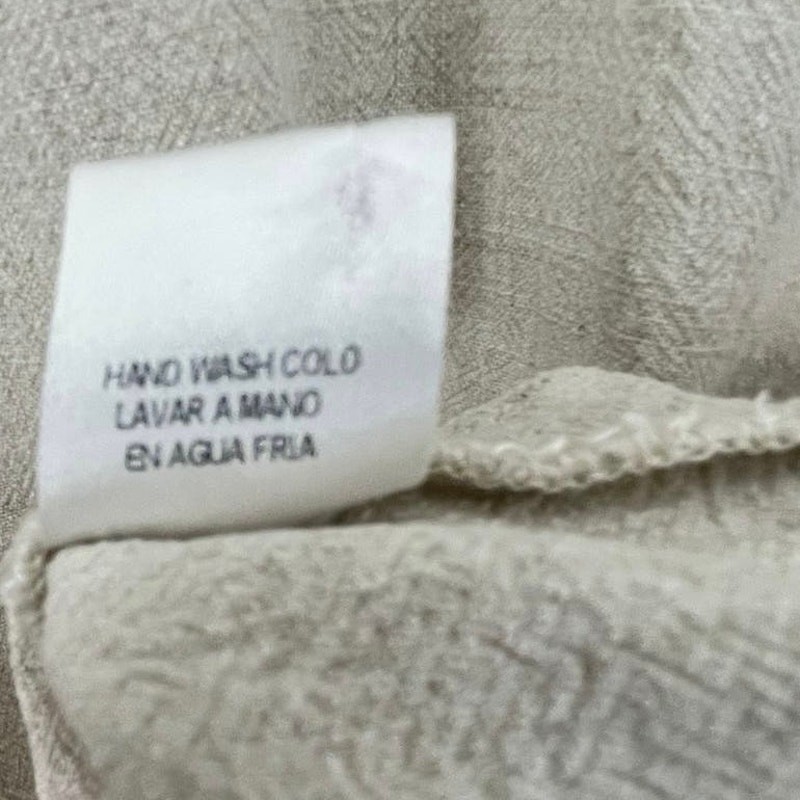 HAND WASH COLD
LAVAR A MANO
EN AGUA FRIA